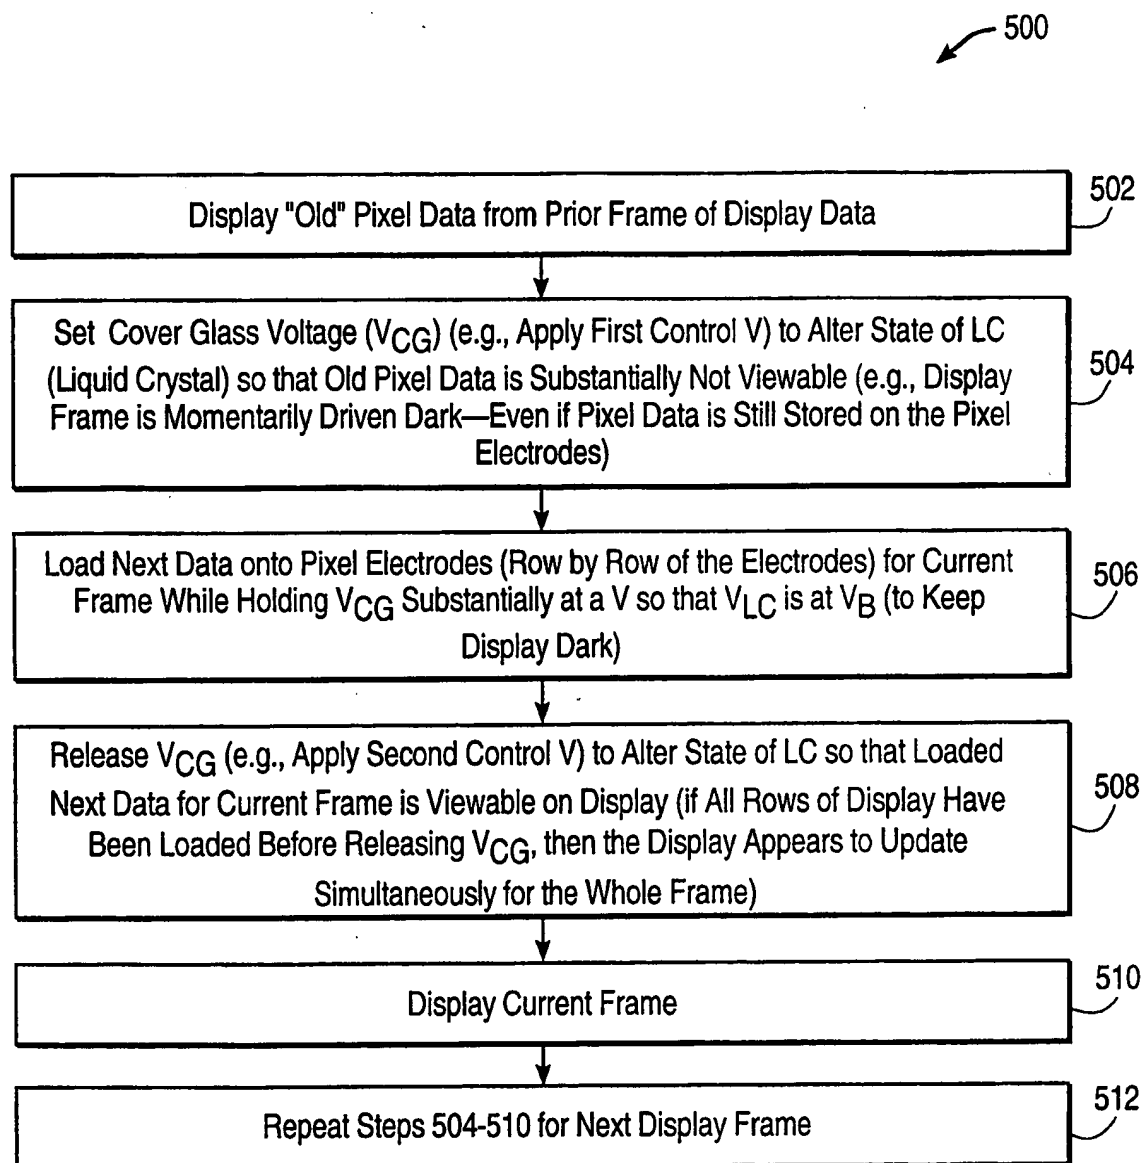 500
Display "Old" Pixel Data from Prior Frame of Display Data
502
Set Cover Glass Voltage (VCG) (e.g., Apply First Control V) to Alter State of LC
(Liquid Crystal) so that Old Pixel Data is Substantially Not Viewable (e.g., Display
Frame is Momentarily Driven Dark—Even if Pixel Data is Still Stored on the Pixel
Electrodes)
504
Load Next Data onto Pixel Electrodes (Row by Row of the Electrodes) for Current
Frame While Holding VCG Substantially at a V so that VLC is at VB (to Keep
Display Dark)
506
Release VCG (e.g., Apply Second Control V) to Alter State of LC so that Loaded
Next Data for Current Frame is Viewable on Display (if All Rows of Display Have
Been Loaded Before Releasing VCG, then the Display Appears to Update
Simultaneously for the Whole Frame)
508
Display Current Frame
510
Repeat Steps 504-510 for Next Display Frame
512